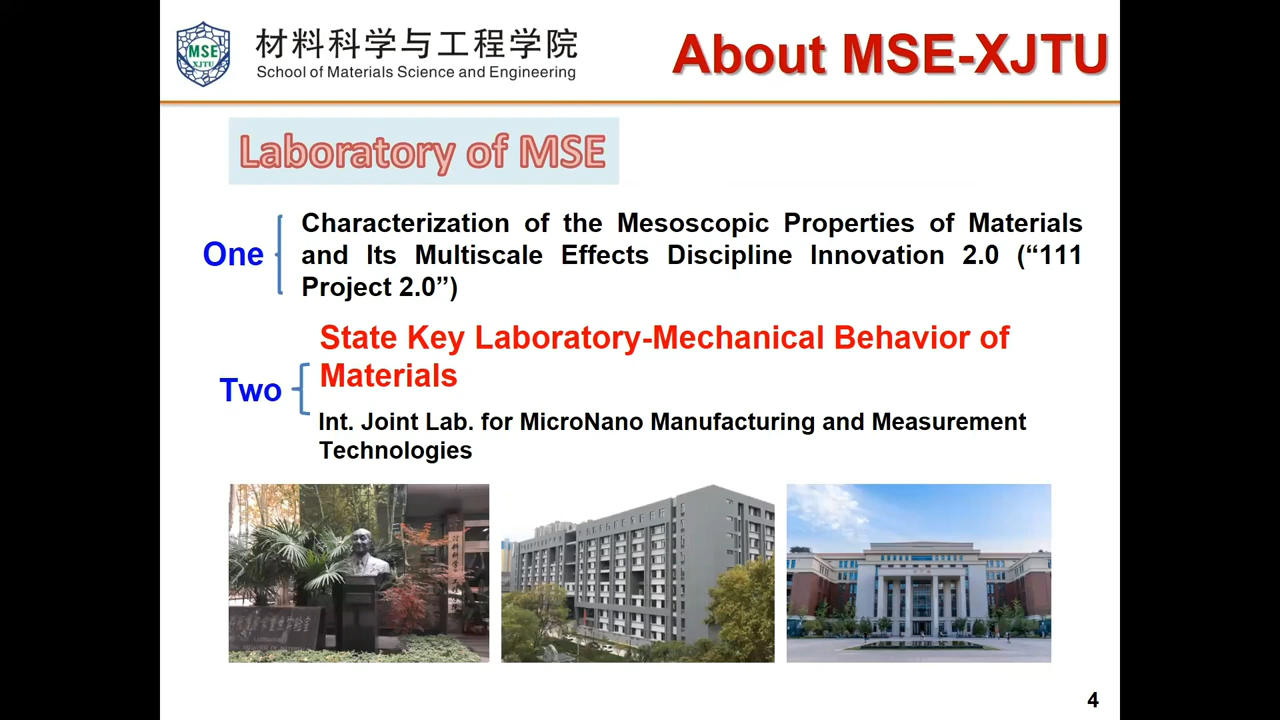 MSE
XJTU
材料科学与工程学院
School of Materials Science and Engineering
About MSE-XJTU
Laboratory of MSE
One
Characterization of the Mesoscopic Properties of Materials
and Its Multiscale Effects Discipline Innovation 2.0 (“111
Project 2.0”)
Two
State Key Laboratory-Mechanical Behavior of
Materials
Int. Joint Lab. for MicroNano Manufacturing and Measurement
Technologies
4